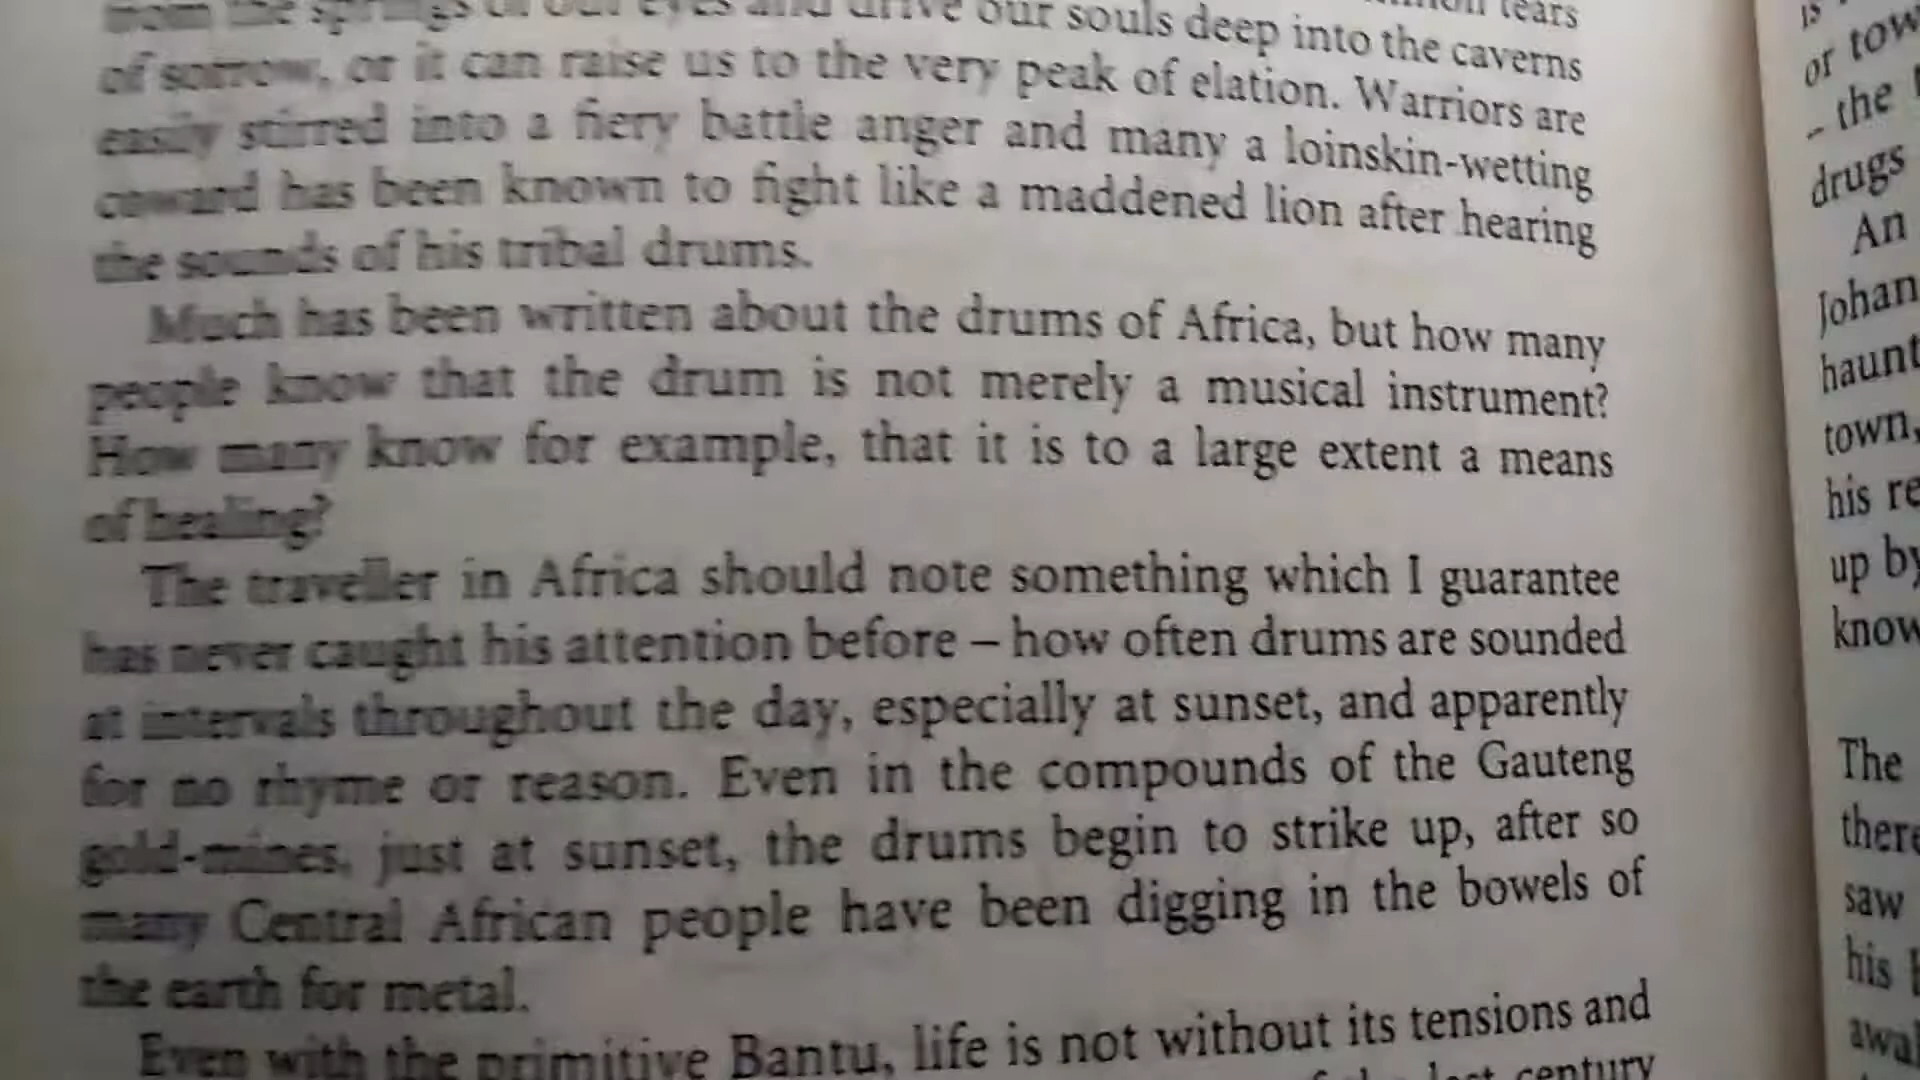 from the springs of our eyes and drive our souls deep into the caverns
of sorrow, or it can raise us to the very peak of elation. Warriors are
easily stirred into a fiery battle anger and many a loinskin-wetting
coward has been known to fight like a maddened lion after hearing
the sounds of his tribal drums.
Much has been written about the drums of Africa, but how many
people know that the drum is not merely a musical instrument?
How many know for example, that it is to a large extent a means
of healing?
The traveller in Africa should note something which I guarantee
has never caught his attention before – how often drums are sounded
at intervals throughout the day, especially at sunset, and apparently
for no rhyme or reason. Even in the compounds of the Gauteng
gold-mines, just at sunset, the drums begin to strike up, after so
many Central African people have been digging in the bowels of
the earth for metal.
Even with the primitive Bantu, life is not without its tensions and
last century
or
– the
drugs
An
Johan
haunt
town,
his re
up by
know
The
there
saw
his
awa